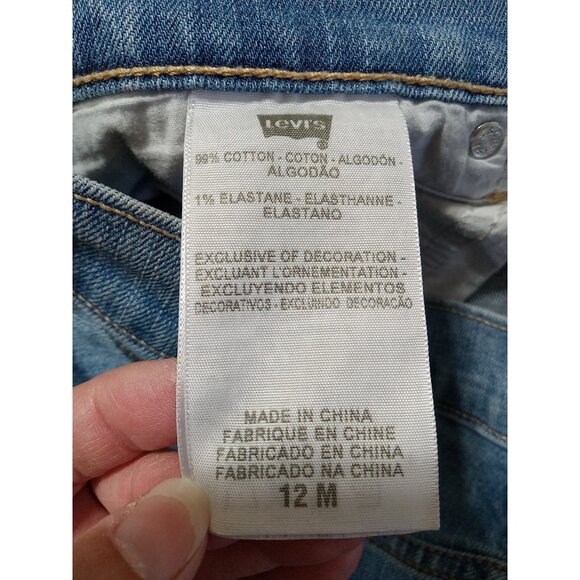 Levi's
®
99% COTTON - COTON - ALGODÓN -
ALGODÃO
1% ELASTANE - ELASTHANNE -
ELASTANO
EXCLUSIVE OF DECORATION -
EXCLUANT L'ORNEMENTATION -
EXCLUYENDO ELEMENTOS
DECORATIVOS - EXCLUINDO DECORAÇÃO
MADE IN CHINA
FABRIQUE EN CHINE
FABRICADO EN CHINA
FABRICADO NA CHINA
12 M